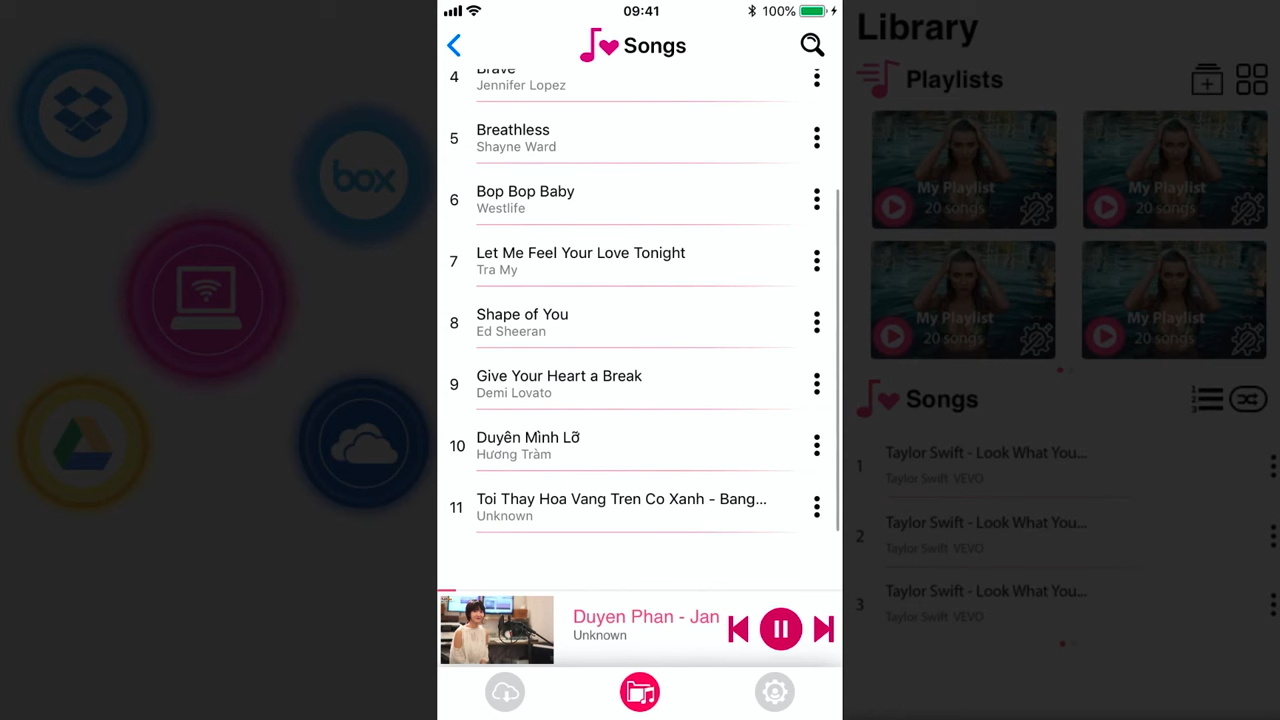 box
09:41
100%
Songs
4
Brave
Jennifer Lopez
5
Breathless
Shayne Ward
6
Bop Bop Baby
Westlife
7
Let Me Feel Your Love Tonight
Tra My
8
Shape of You
Ed Sheeran
9
Give Your Heart a Break
Demi Lovato
10
Duyên Mình Lỡ
Hương Tràm
11
Toi Thay Hoa Vang Tren Co Xanh - Bang...
Unknown
Duyen Phan - Jan
Unknown
Library
Playlists
My Playlist
20 songs
My Playlist
20 songs
My Playlist
20 songs
My Playlist
20 songs
Songs
1
Taylor Swift - Look What You...
Taylor Swift VEVO
2
Taylor Swift - Look What You...
Taylor Swift VEVO
3
Taylor Swift - Look What You...
Taylor Swift VEVO